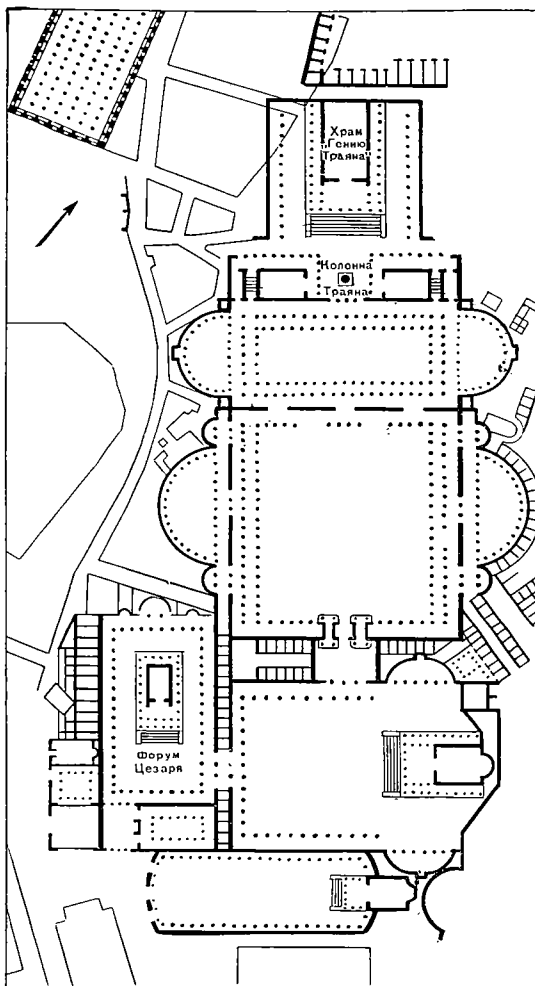 Храм
"Гению
Траяна"
Колонна
Траяна
Форум
Цезаря